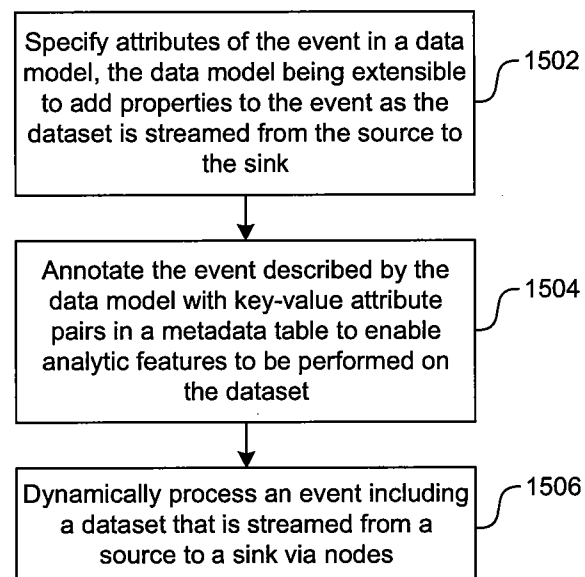 Specify attributes of the event in a data
model, the data model being extensible
to add properties to the event as the
dataset is streamed from the source to
the sink
1502
Annotate the event described by the
data model with key-value attribute
pairs in a metadata table to enable
analytic features to be performed on
the dataset
1504
Dynamically process an event including
a dataset that is streamed from a
source to a sink via nodes
1506